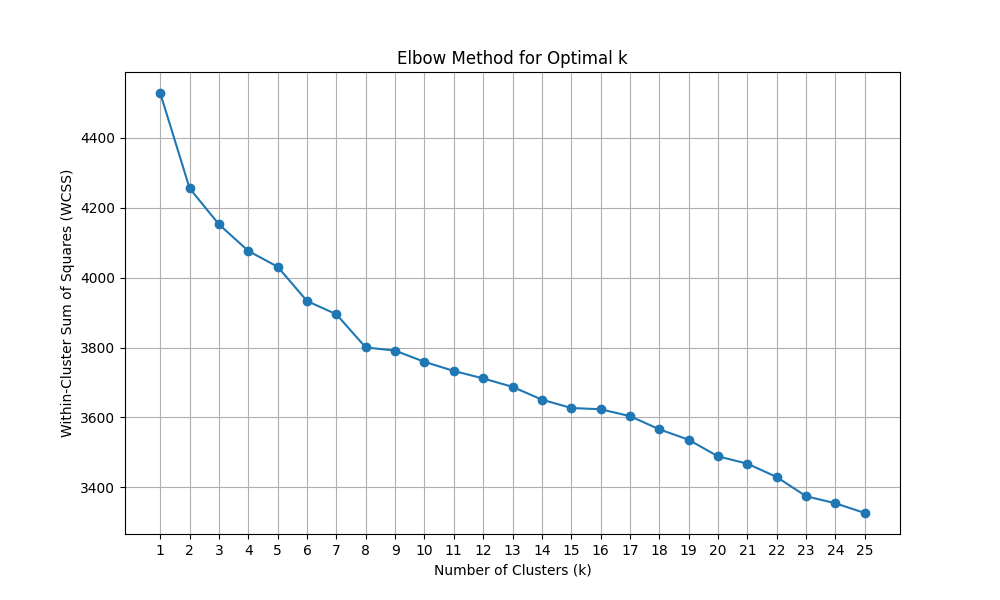 Elbow Method for Optimal k
Within-Cluster Sum of Squares (WCSS)
4400
4200
4000
3800
3600
3400
1 2 3 4 5 6 7 8 9 10 11 12 13 14 15 16 17 18 19 20 21 22 23 24 25
Number of Clusters (k)